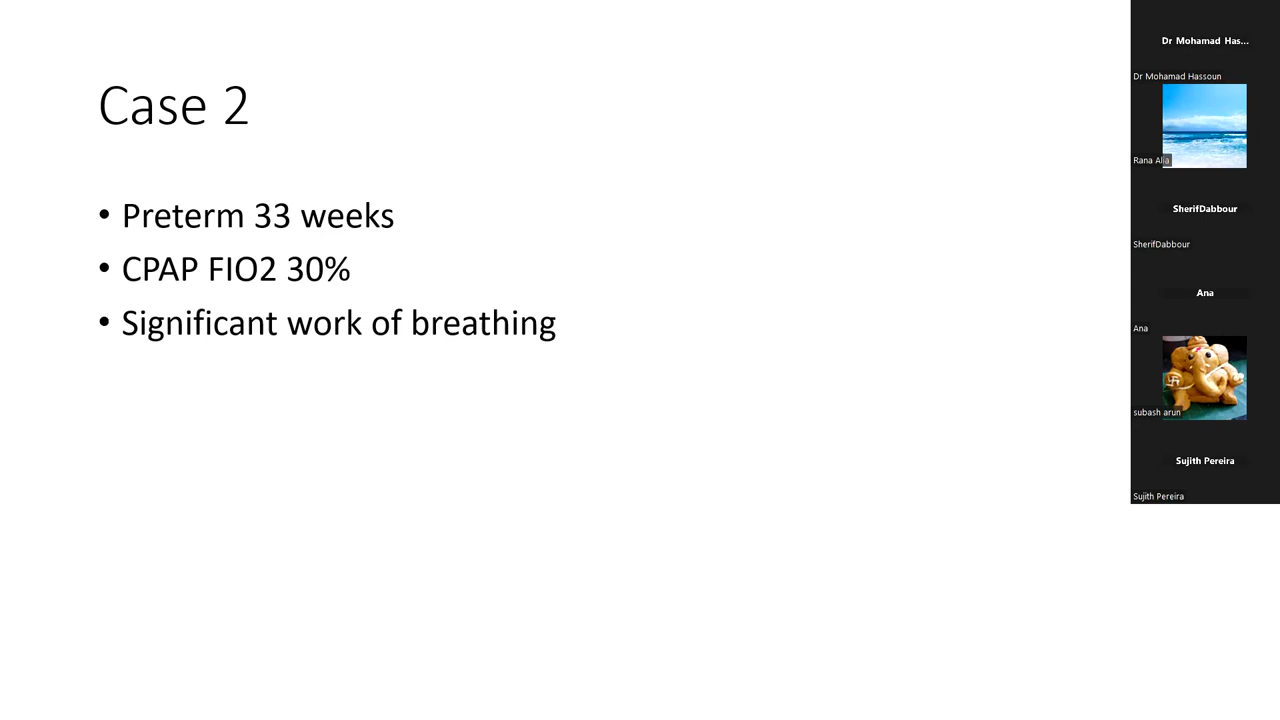 Case 2
• Preterm 33 weeks
• CPAP FIO2 30%
• Significant work of breathing
Dr Mohamad Has...
Dr Mohamad Hassoun
Rana Alia
SherifDabbour
SherifDabbour
Ana
Ana
subash arun
Sujith Pereira
Sujith Pereira